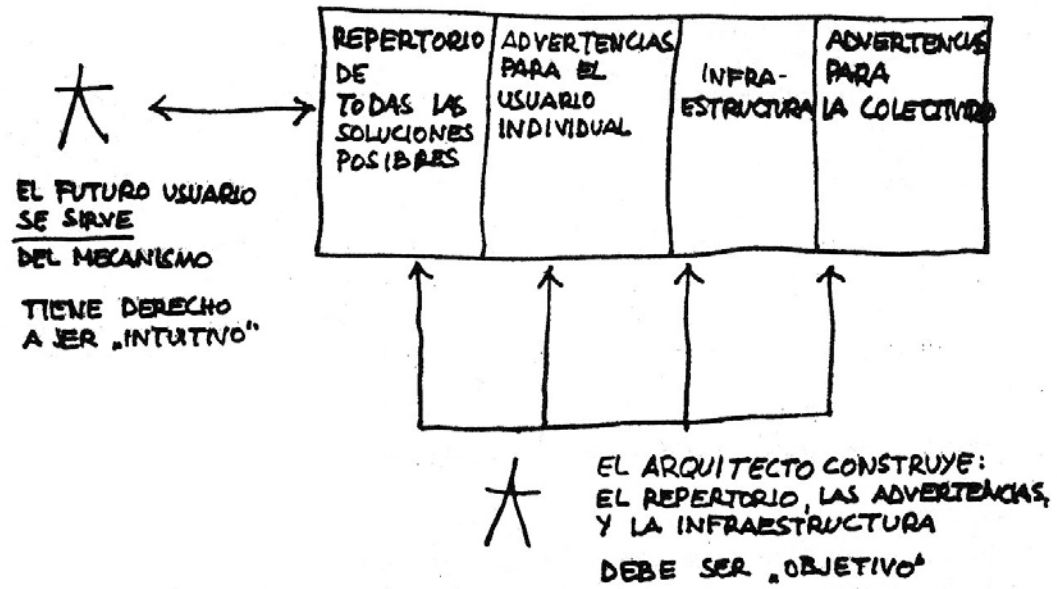 REPERTORIO
DE
TODAS LAS
SOLUCIONES
POSIBRES
ADVERTENCIAS
PARA EL
USUARIO
INDIVIDUAL
INFRA-
ESTRUCTURA
ADVERTENCIAS
PARA
LA COLECTIVIDAD
EL FUTURO USUARIO
SE SIRVE
DEL MECANISMO
TIENE DERECHO
A SER „INTUTIVO"
EL ARQUITECTO CONSTRUYE:
EL REPERTORIO, LAS ADVERTENCIAS,
Y LA INFRAESTRUCTURA
DEBE SER „OBJETIVO"